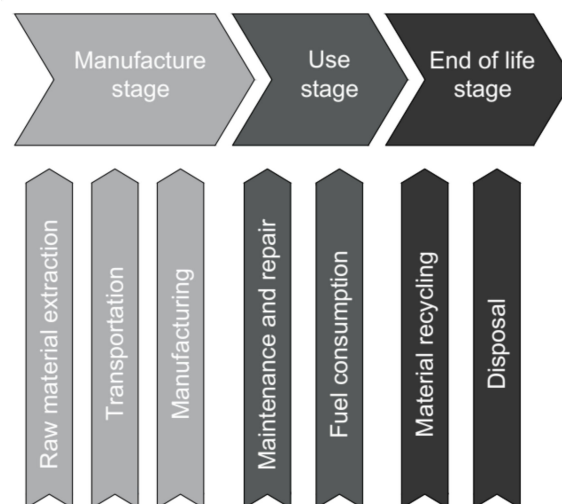 Manufacture
stage
Use
stage
End of life
stage
Raw material extraction
Transportation
Manufacturing
Maintenance and repair
Fuel consumption
Material recycling
Disposal